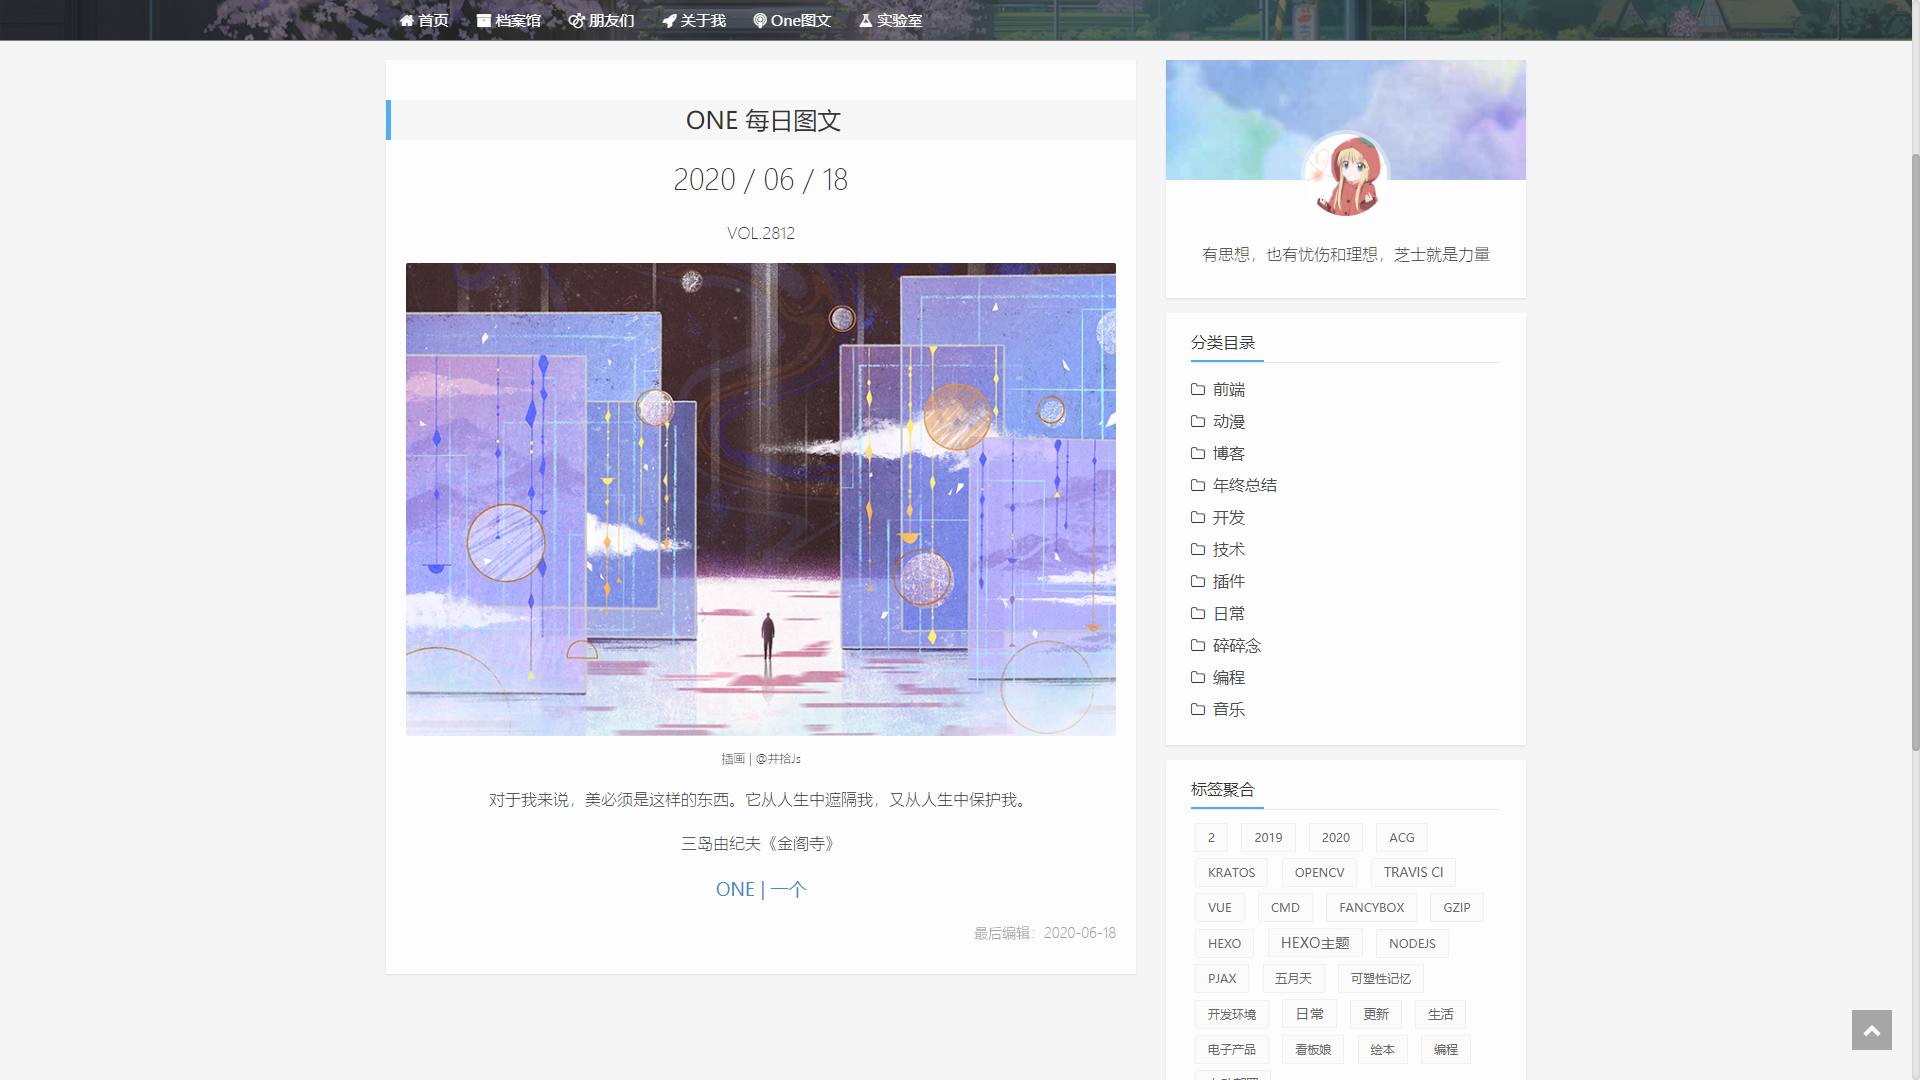 首页 档案馆 朋友们 关于我 One图文 实验室
ONE 每日图文
2020 / 06 / 18
VOL.2812
插画 | @井拾Js
对于我来说，美必须是这样的东西。它从人生中遮隔我，又从人生中保护我。
三岛由纪夫《金阁寺》
ONE | 一个
最后编辑：2020-06-18
有思想，也有忧伤和理想，芝士就是力量
分类目录
前端
动漫
博客
年终总结
开发
技术
插件
日常
碎碎念
编程
音乐
标签聚合
2 2019 2020 ACG
KRATOS OPENCV TRAVIS CI
VUE CMD FANCYBOX GZIP
HEXO HEXO主题 NODEJS
PJAX 五月天 可塑性记忆
开发环境 日常 更新 生活
电子产品 看板娘 绘本 编程